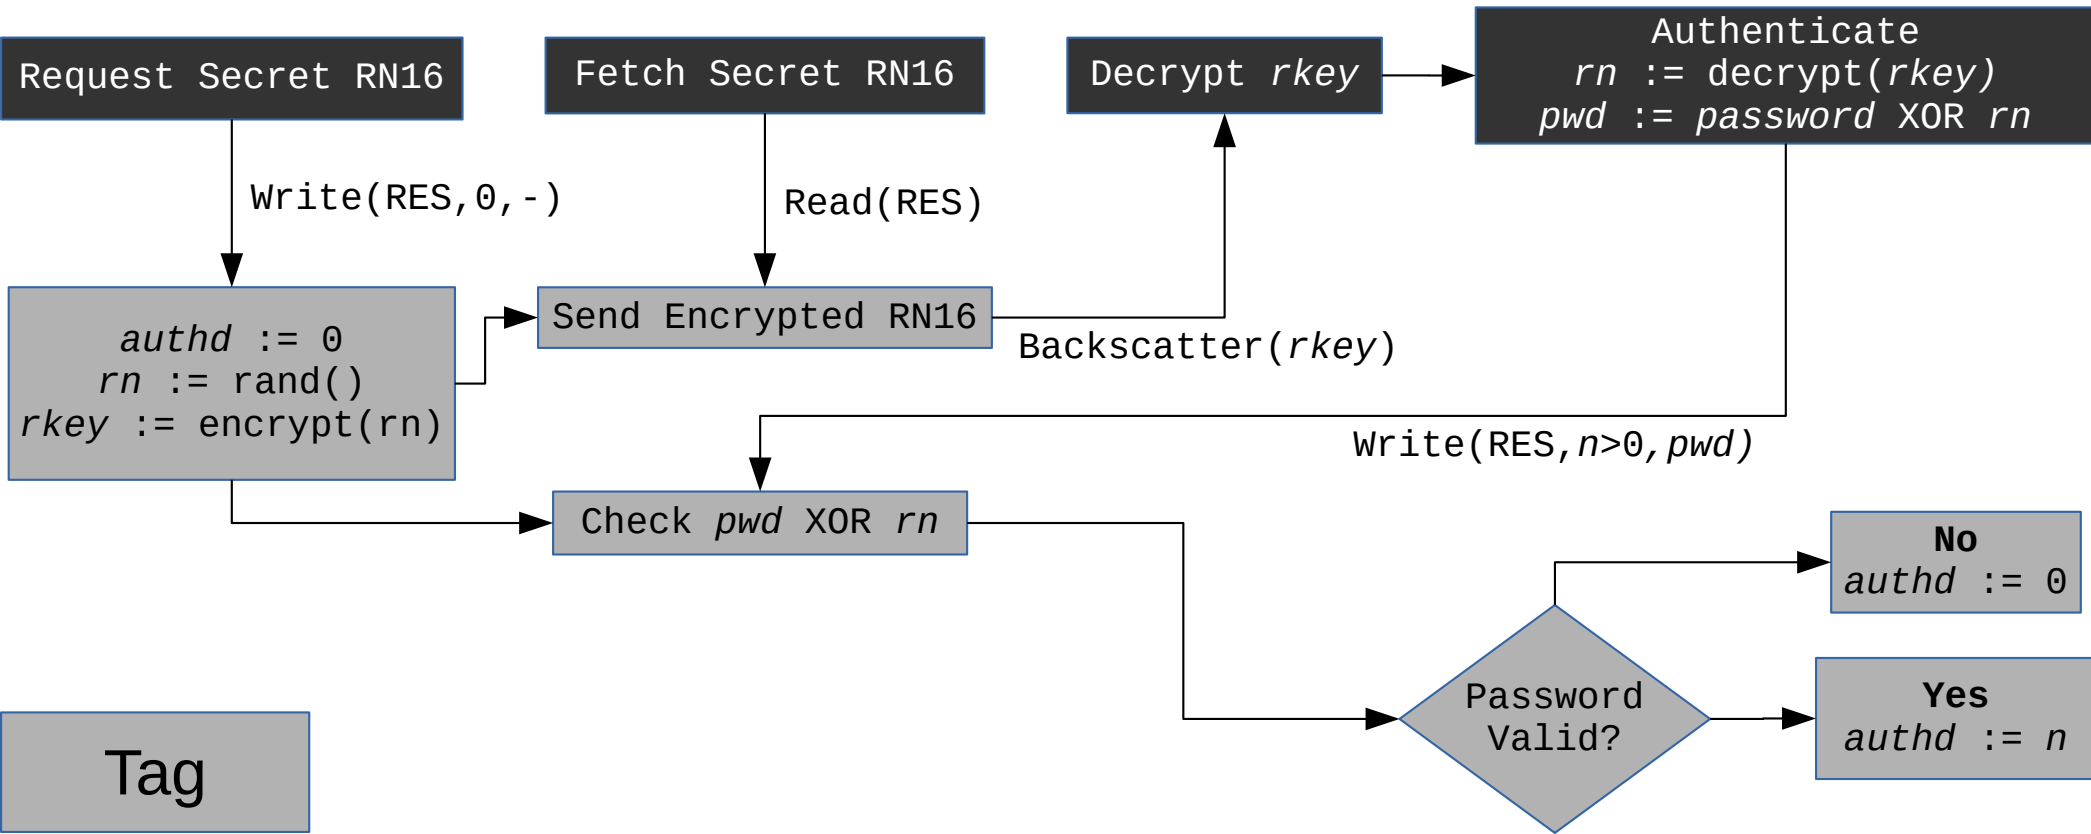 Request Secret RN16
Fetch Secret RN16
Decrypt rkey
Authenticate
rn := decrypt(rkey)
pwd := password XOR rn
Write(RES,0,-)
Read(RES)
authd := 0
rn := rand()
rkey := encrypt(rn)
Send Encrypted RN16
Backscatter(rkey)
Write(RES,n>0,pwd)
Check pwd XOR rn
No
authd := 0
Password
Valid?
Yes
authd := n
Tag